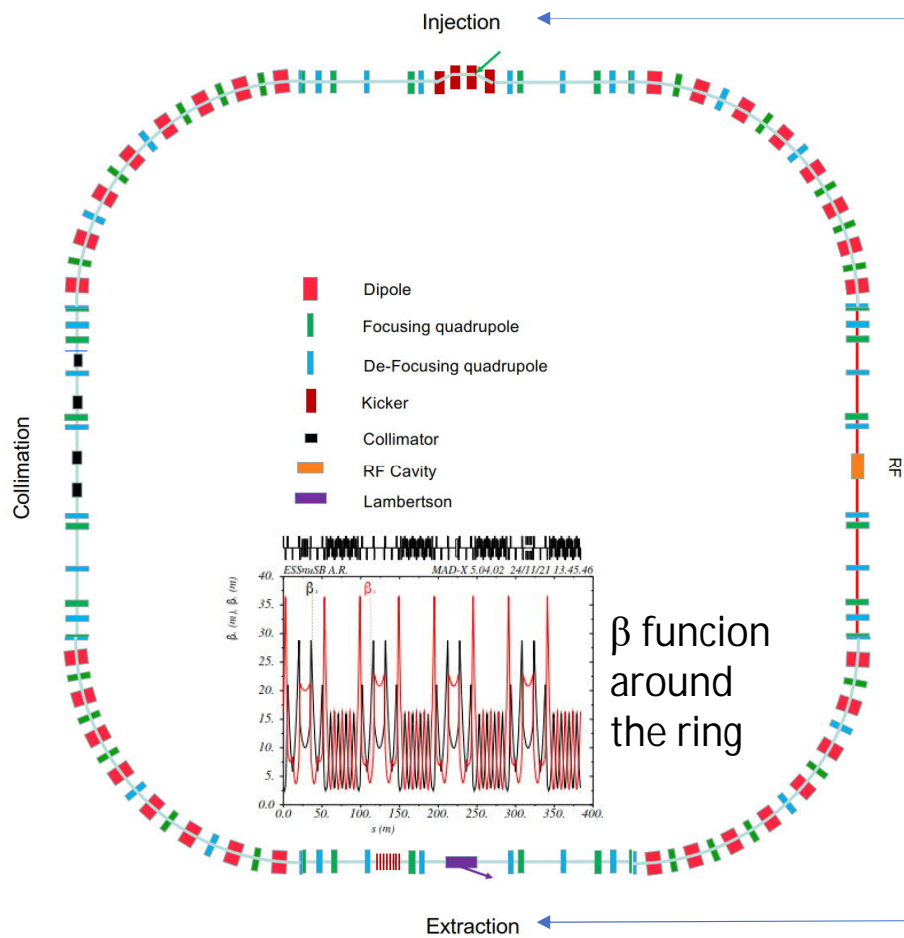 Injection
Collimation
Dipole
Focusing quadrupole
De-Focusing quadrupole
Kicker
Collimator
RF Cavity
Lambertson
RF
ESSnuSB A.R. MAD-X 5.04.02 24/11/21 13.45.46
40.
35.
30.
25.
20.
15.
10.
5.
0.0
0.0 50. 100. 150. 200. 250. 300. 350. 400.
s (m)
β funcion
around
the ring
Extraction